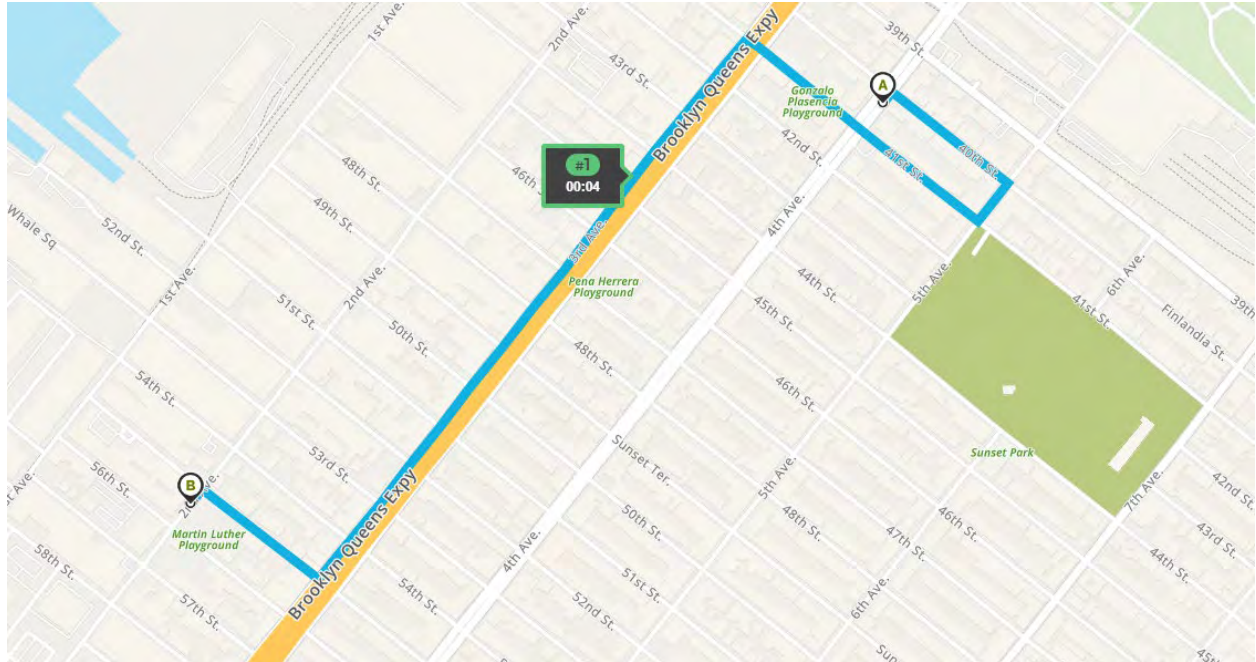 1st Ave.
2nd Ave.
43rd St.
Brooklyn Queens Expy
39th St.
A
Gonzalo
Plasencia
Playground
42nd St.
41st St.
40th St.
#1
00:04
48th St.
46th
49th St.
52nd St.
Whale Sq
1st Ave.
2nd Ave.
3rd Ave.
4th Ave.
Pena Herrera
Playground
44th St.
45th St.
5th Ave.
6th Ave.
41st St.
Finlandia St.
39th
51st St.
50th St.
48th St.
46th St.
54th St.
53rd St.
Sunset Ter.
5th Ave.
Sunset Park
7th Ave.
42nd St.
43rd St.
44th St.
45th
56th St.
st Ave.
B
2nd Ave.
Martin Luther
Playground
58th St.
57th St.
Brooklyn Queens Expy
54th St.
4th Ave.
50th St.
51st St.
52nd St.
48th St.
47th St.
46th St.
6th Ave.
Sun